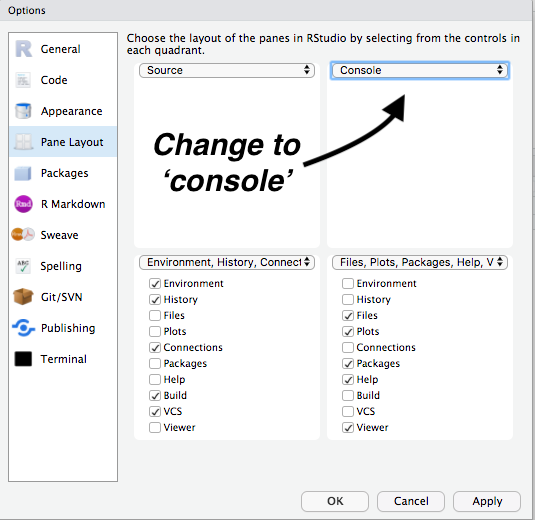 Options
General
Code
Appearance
Pane Layout
Packages
R Markdown
Sweave
Spelling
Git/SVN
Publishing
Terminal
Choose the layout of the panes in RStudio by selecting from the controls in
each quadrant.
Source
Console
Change to
‘console’
Environment, History, Connect
Environment
History
Files
Plots
Connections
Packages
Help
Build
VCS
Viewer
Files, Plots, Packages, Help, V
Environment
History
Files
Plots
Connections
Packages
Help
Build
VCS
Viewer
OK
Cancel
Apply